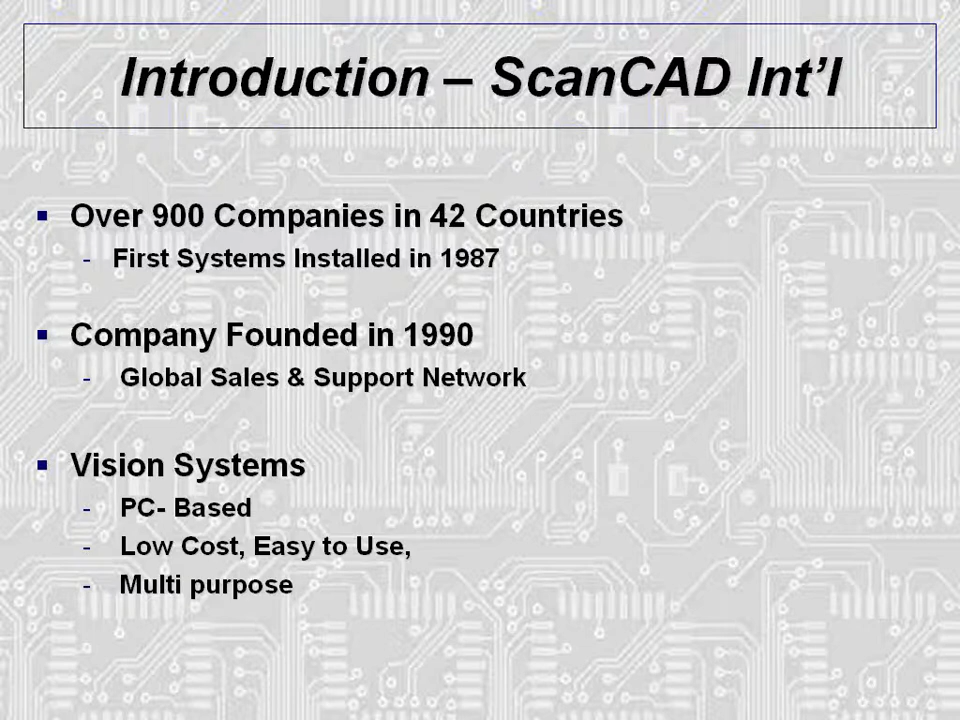 Introduction – ScanCAD Int’l
▪ Over 900 Companies in 42 Countries
- First Systems Installed in 1987
▪ Company Founded in 1990
- Global Sales & Support Network
▪ Vision Systems
- PC- Based
- Low Cost, Easy to Use,
- Multi purpose